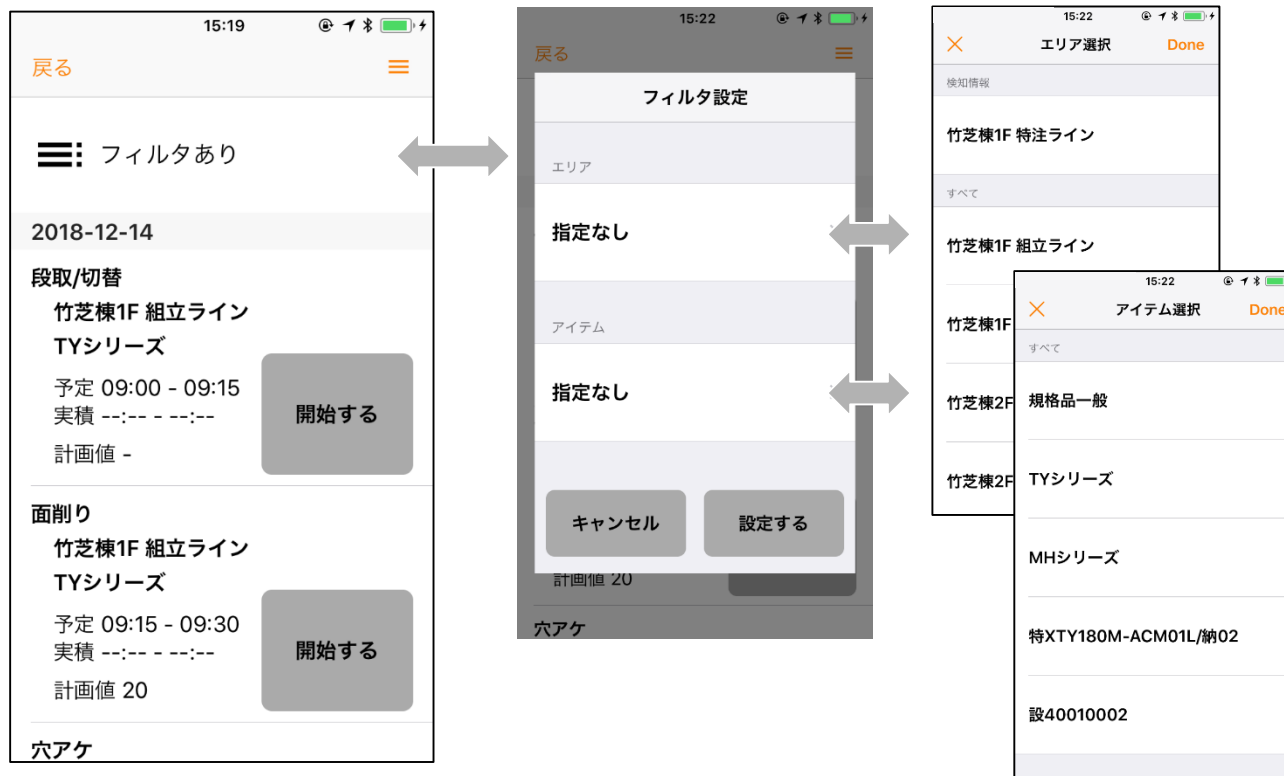 15:19
戻る
フィルタあり
2018-12-14
段取/切替
竹芝棟1F 組立ライン
TYシリーズ
予定 09:00 - 09:15
実績 --:-- - --:--
計画値 -
開始する
面削り
竹芝棟1F 組立ライン
TYシリーズ
予定 09:15 - 09:30
実績 --:-- - --:--
計画値 20
開始する
穴アケ
15:22
戻る
フィルタ設定
エリア
指定なし
アイテム
指定なし
キャンセル
設定する
計画値 20
穴アケ
15:22
エリア選択
Done
検知情報
竹芝棟1F 特注ライン
すべて
竹芝棟1F 組立ライン
竹芝棟1F
竹芝棟2F
竹芝棟2F
15:22
アイテム選択
Done
すべて
規格品一般
TYシリーズ
MHシリーズ
特XTY180M-ACM01L/納02
設40010002